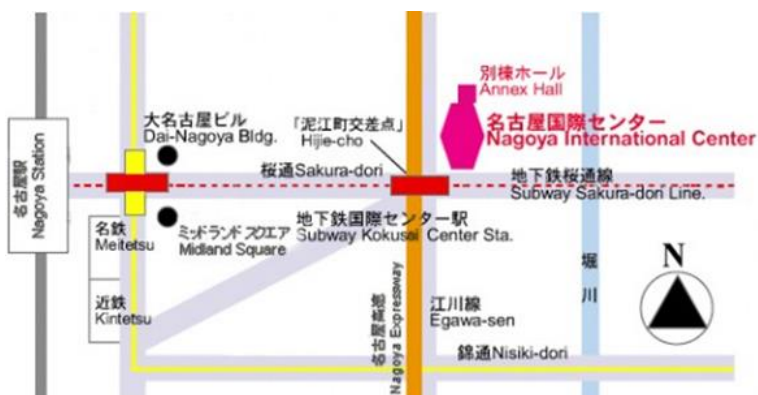 別棟ホール
Annex Hall
大名古屋ビル
Dai-Nagoya Bldg.
「泥江町交差点」
Hijie-cho
名古屋国際センター
Nagoya International Center
名古屋駅
Nagoya Station
桜通Sakura-dori
地下鉄桜通線
Subway Sakura-dori Line.
名鉄
Meitetsu
ミッドランド スクエア
Midland Square
地下鉄国際センター駅
Subway Kokusai Center Sta.
堀川
N
近鉄
Kintetsu
名古屋高速
Nagoya Expressway
江川線
Egawa-sen
錦通Nisiki-dori